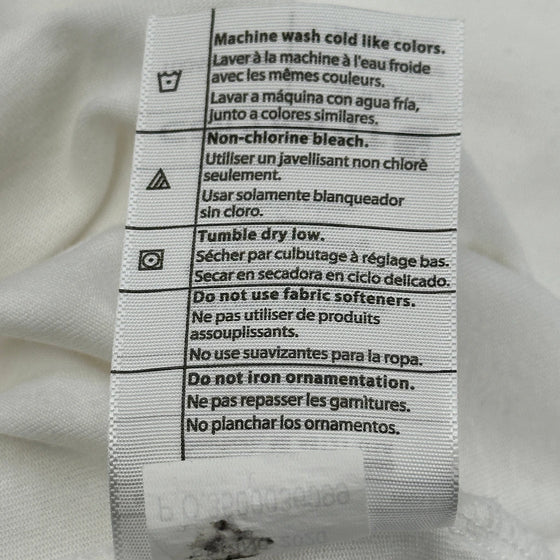 Machine wash cold like colors.
Laver à la machine à l'eau froide
avec les mêmes couleurs.
Lavar a máquina con agua fría,
junto a colores similares.
Non-chlorine bleach.
Utiliser un javellisant non chlorè
seulement.
Usar solamente blanqueador
sin cloro.
Tumble dry low.
Sécher par culbutage à réglage bas.
Secar en secadora en ciclo delicado.
Do not use fabric softeners.
Ne pas utiliser de produits
assouplissants.
No use suavizantes para la ropa.
Do not iron ornamentation.
Ne pas repasser les garnitures.
No planchar los ornamentos.